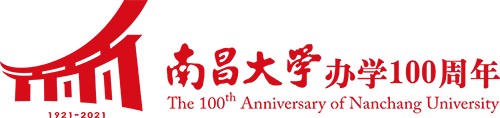 南昌大学办学100周年
The 100th Anniversary of Nanchang University
1921-2021